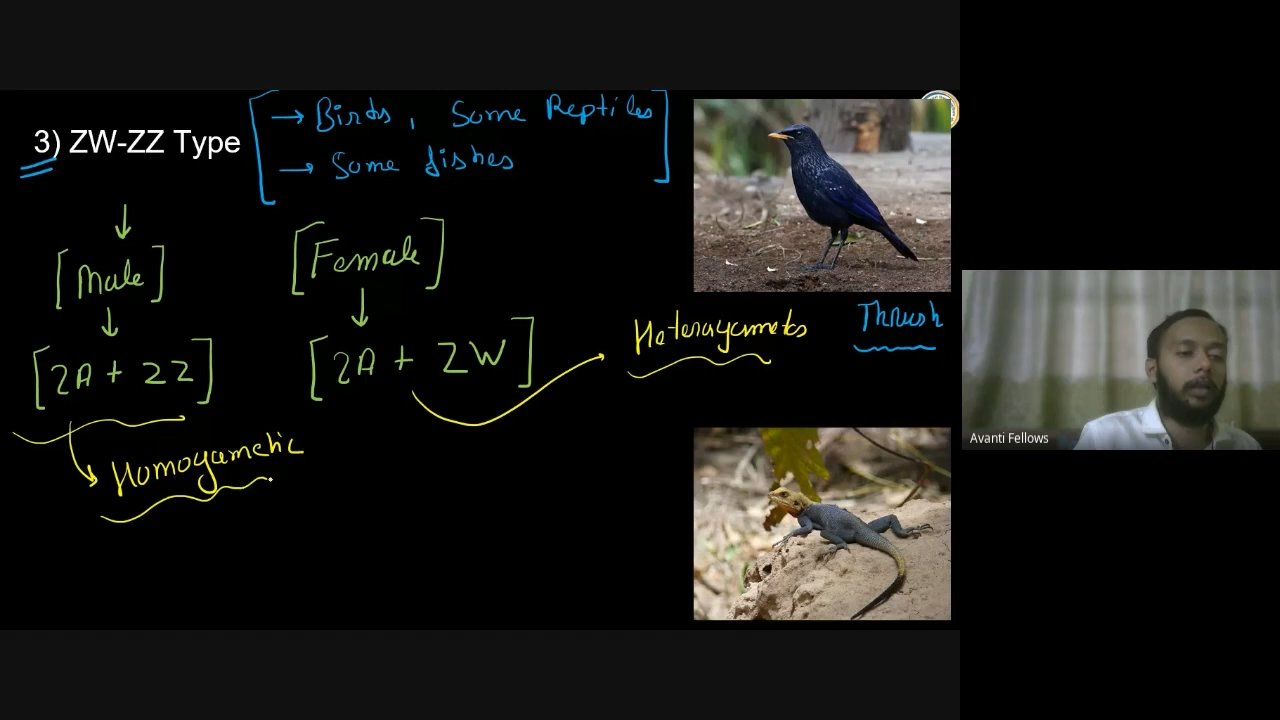 3) ZW-ZZ Type
→ Birds, Some Reptiles
→ Some fishes
[Male]
[Female]
[2A + ZZ]
[2A + ZW]
Heterogametes
Thrush
Homogametic
Avanti Fellows